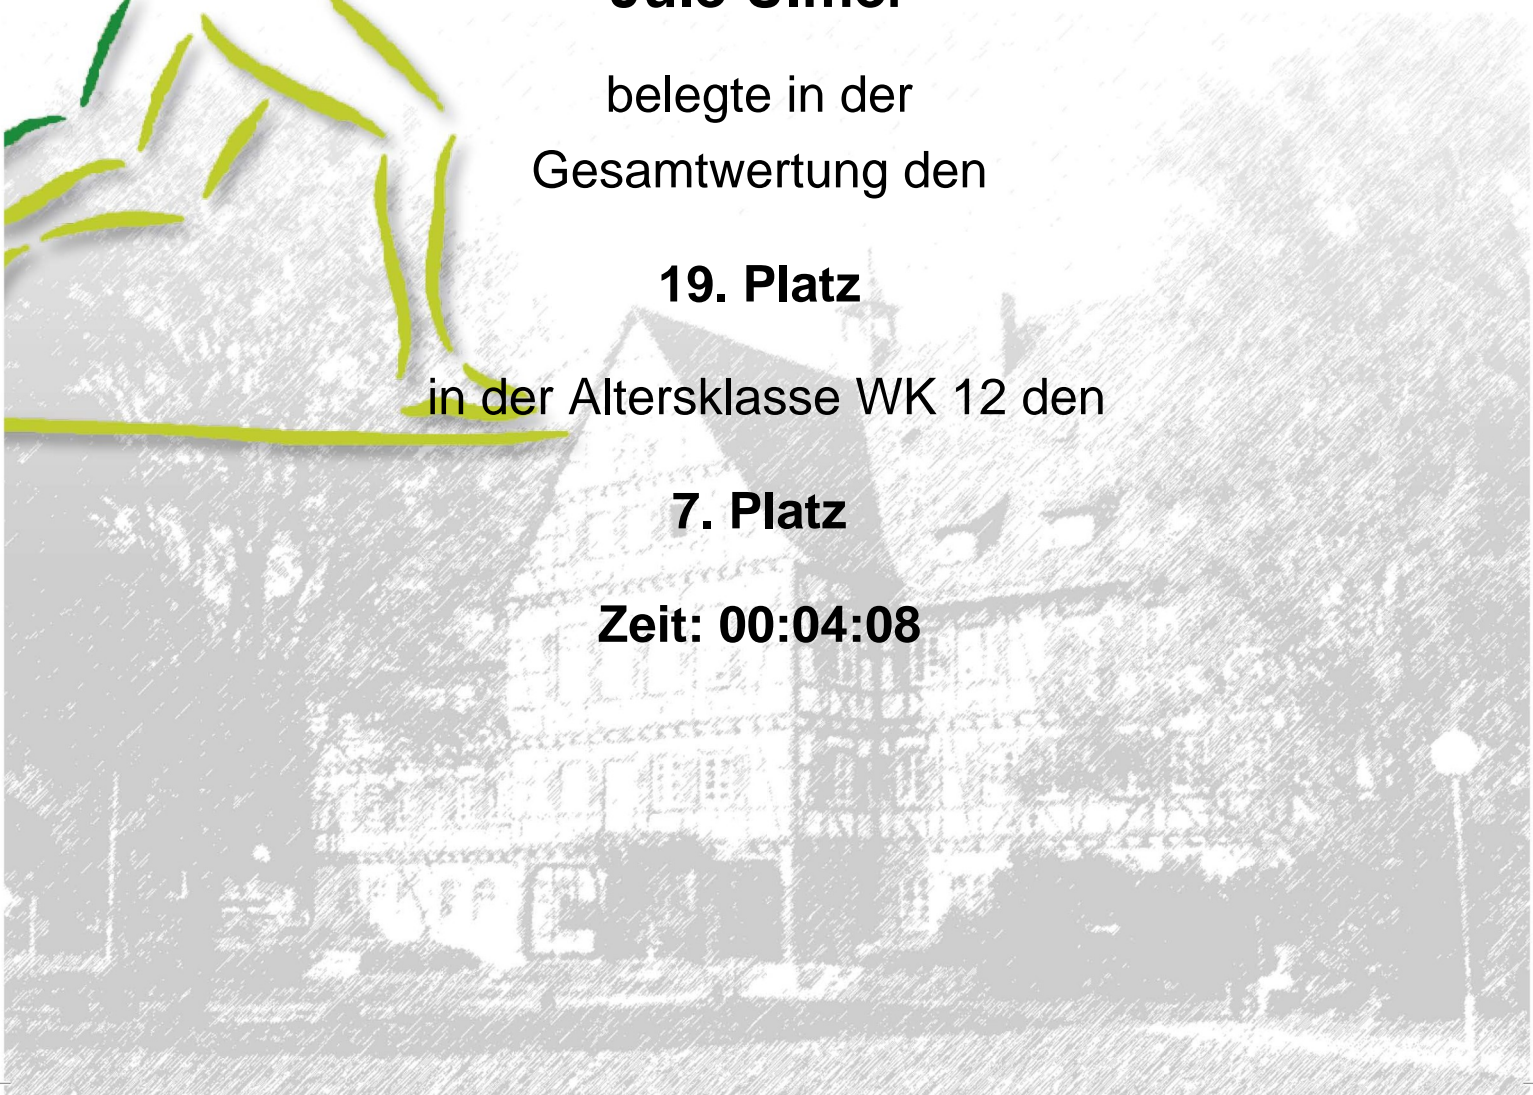 belegte in der
Gesamtwertung den
19. Platz
in der Altersklasse WK 12 den
7. Platz
Zeit: 00:04:08